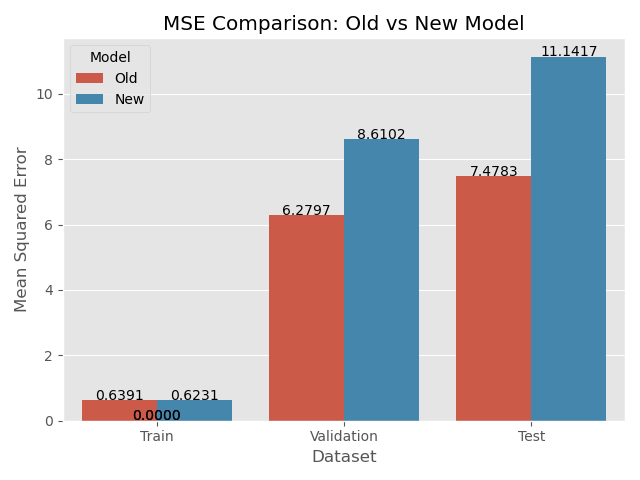 MSE Comparison: Old vs New Model
Model
Old
New
11.1417
8.6102
7.4783
6.2797
0.6391
0.6231
0.0000
10
8
6
4
2
0
Mean Squared Error
Train
Validation
Test
Dataset